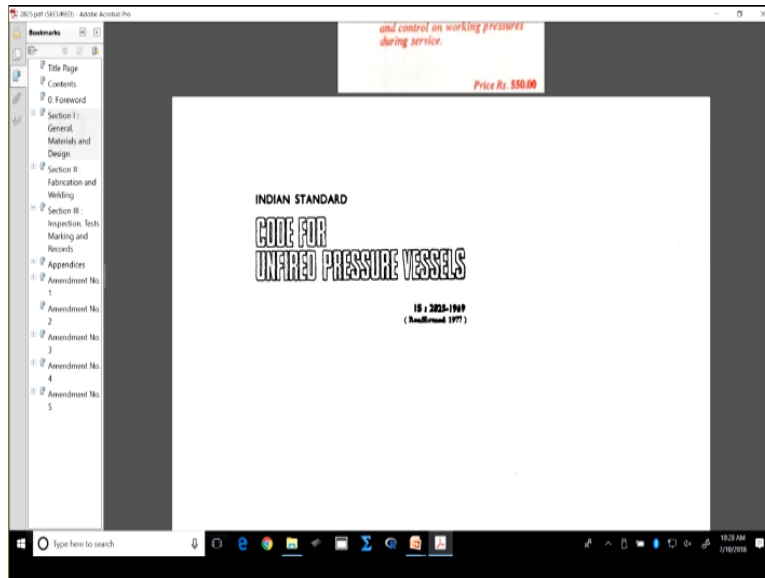 2825.pdf (SECURED) - Adobe Acrobat Pro
Bookmarks
Title Page
Contents
0. Foreword
Section I :
General,
Materials and
Design
Section II :
Fabrication and
Welding
Section III :
Inspection, Tests
Marking and
Records
Appendices
Amendment No.
1
Amendment No.
2
Amendment No.
3
Amendment No.
4
Amendment No.
5
and control on working pressures
during service.
Price Rs. 550.00
INDIAN STANDARD
CODE FOR
UNFIRED PRESSURE VESSELS
IS : 2825-1969
( Reaffirmed 1977 )
Type here to search
10:28 AM
7/10/2018